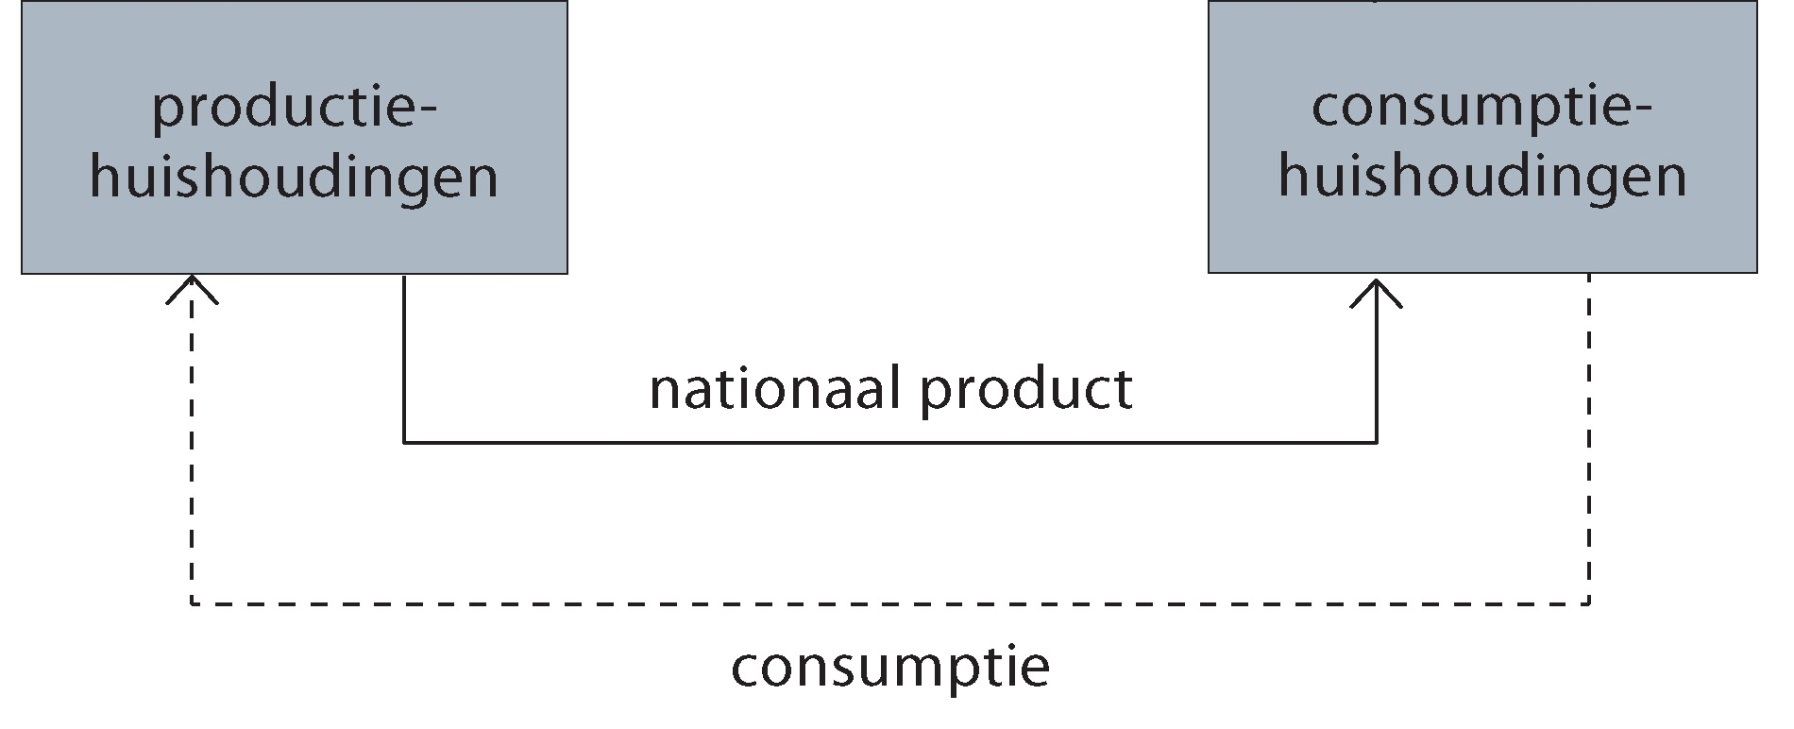 productie-
huishoudingen
consumptie-
huishoudingen
nationaal product
consumptie